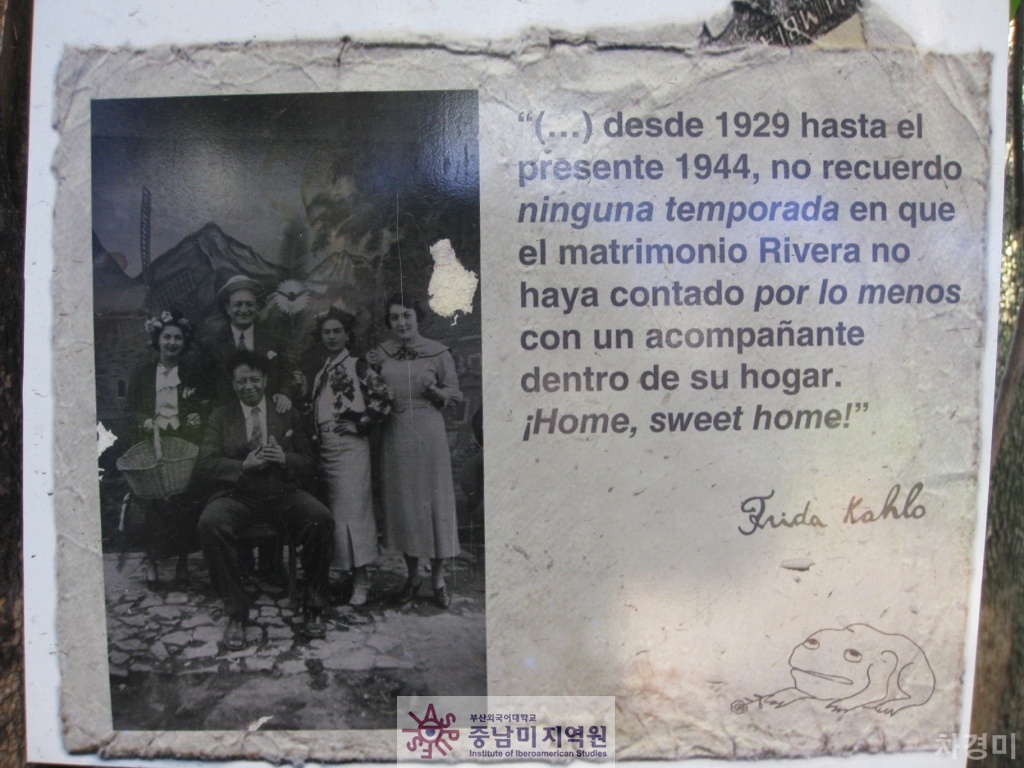 “(...) desde 1929 hasta el
presente 1944, no recuerdo
ninguna temporada en que
el matrimonio Rivera no
haya contado por lo menos
con un acompañante
dentro de su hogar.
¡Home, sweet home!”
Frida Kahlo
부산외국어대학교
중남미지역원
Institute of Iberoamerican Studies
차경미